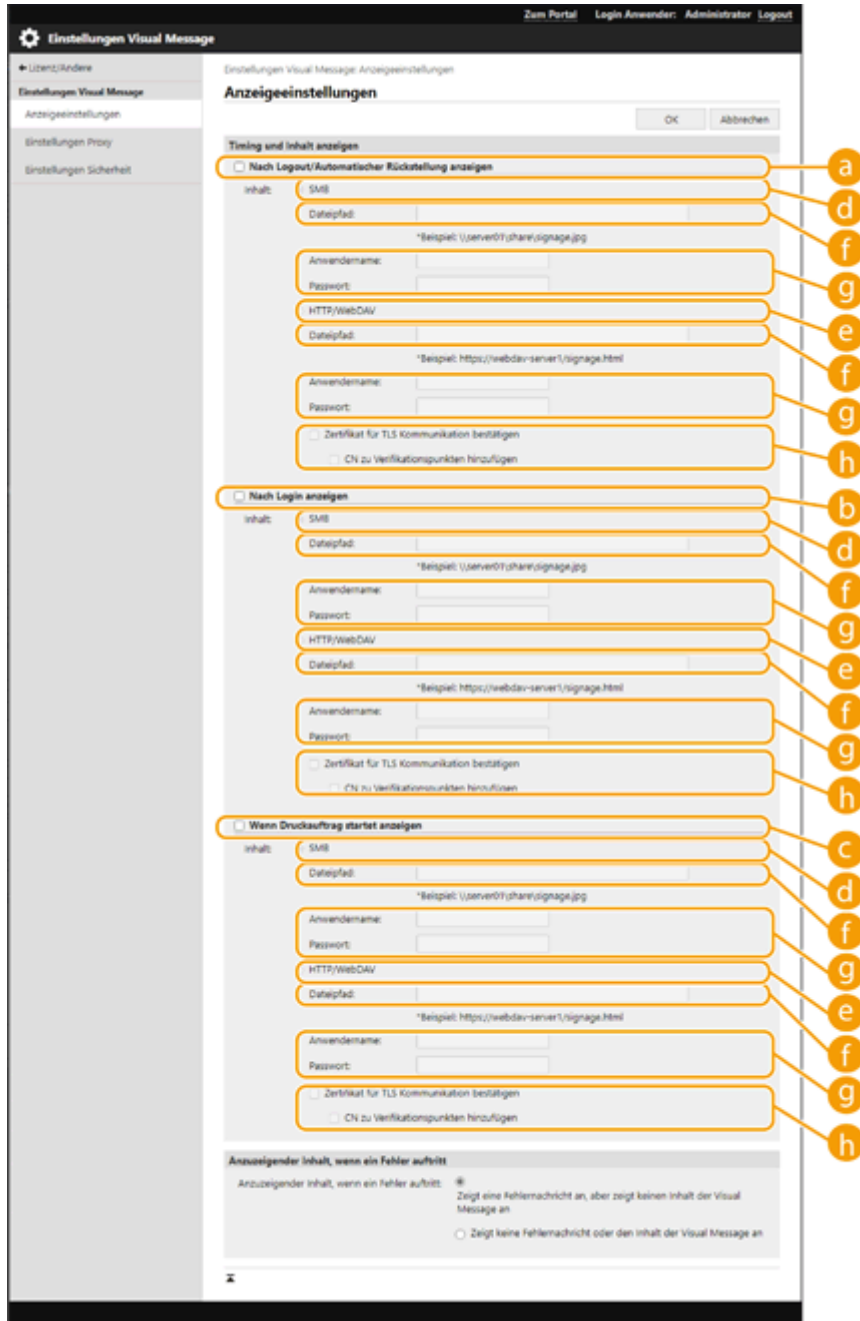 Zum Portal Login Anwender: Administrator Logout
Einstellungen Visual Message
Lizenz/Andere
Einstellungen Visual Message
Anzeigeeinstellungen
Einstellungen Proxy
Einstellungen Sicherheit
Einstellungen Visual Message: Anzeigeeinstellungen
Anzeigeeinstellungen
OK Abbrechen
Timing und Inhalt anzeigen
Nach Logout/Automatischer Rückstellung anzeigen a
Inhalt: SMB d
Dateipfad: f
*Beispiel: \\server01\share\signage.jpg
Anwendername:
Passwort: g
HTTP/WebDAV e
Dateipfad: f
*Beispiel: https://webdav-server1/signage.html
Anwendername:
Passwort: g
Zertifikat für TLS Kommunikation bestätigen
CN zu Verifikationspunkten hinzufügen h
Nach Login anzeigen b
Inhalt: SMB d
Dateipfad: f
*Beispiel: \\server01\share\signage.jpg
Anwendername:
Passwort: g
HTTP/WebDAV e
Dateipfad: f
*Beispiel: https://webdav-server1/signage.html
Anwendername:
Passwort: g
Zertifikat für TLS Kommunikation bestätigen
CN zu Verifikationspunkten hinzufügen h
Wenn Druckauftrag startet anzeigen c
Inhalt: SMB d
Dateipfad: f
*Beispiel: \\server01\share\signage.jpg
Anwendername:
Passwort: g
HTTP/WebDAV e
Dateipfad: f
*Beispiel: https://webdav-server1/signage.html
Anwendername:
Passwort: g
Zertifikat für TLS Kommunikation bestätigen
CN zu Verifikationspunkten hinzufügen h
Anzuzeigender Inhalt, wenn ein Fehler auftritt
Anzuzeigender Inhalt, wenn ein Fehler auftritt:
Zeigt eine Fehlernachricht an, aber zeigt keinen Inhalt der Visual
Message an
Zeigt keine Fehlernachricht oder den Inhalt der Visual Message an